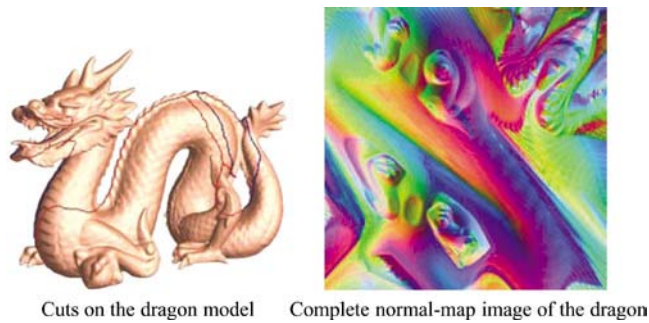 Cuts on the dragon model
Complete normal-map image of the dragon